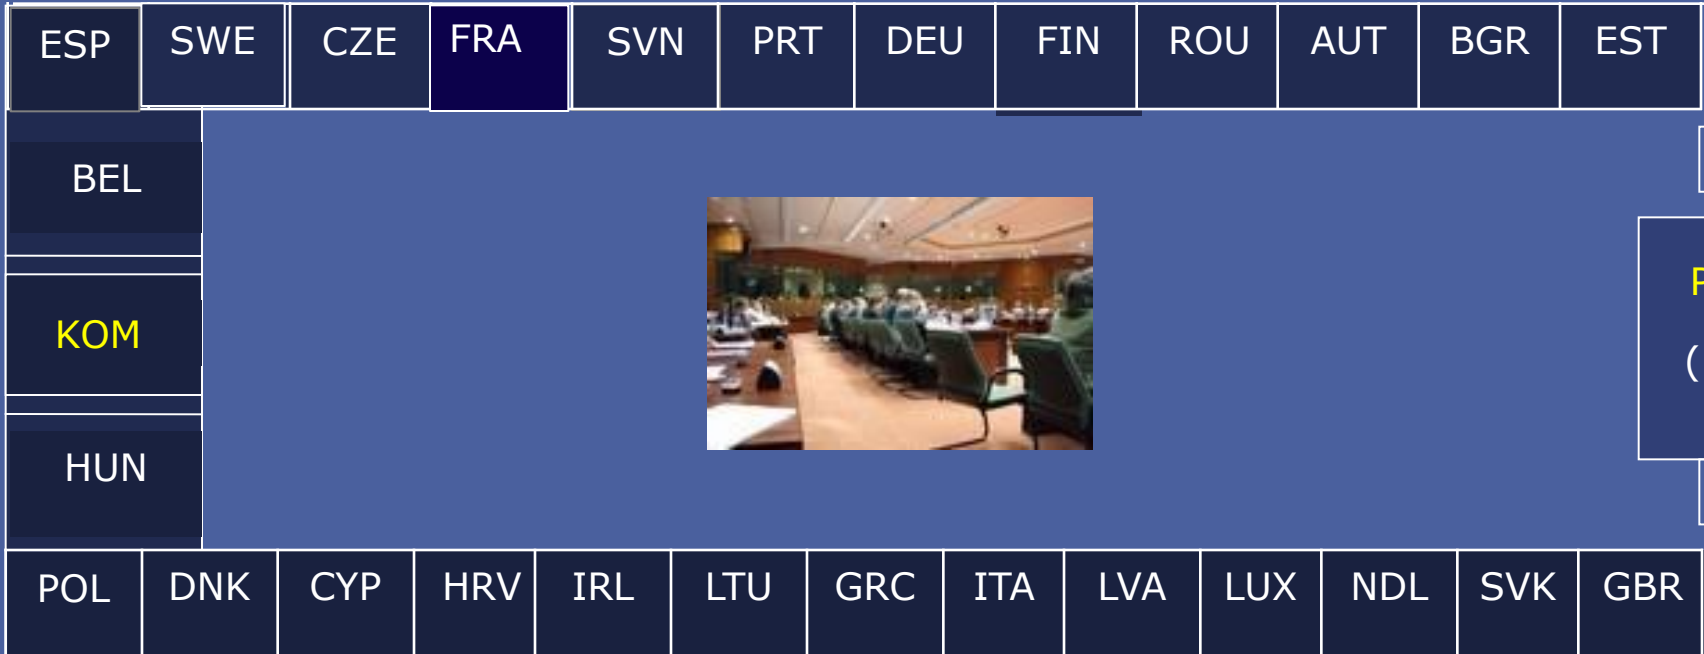 ESP SWE CZE FRA SVN PRT DEU FIN ROU AUT BGR EST
BEL
KOM
HUN
POL DNK CYP HRV IRL LTU GRC ITA LVA LUX NDL SVK GBR